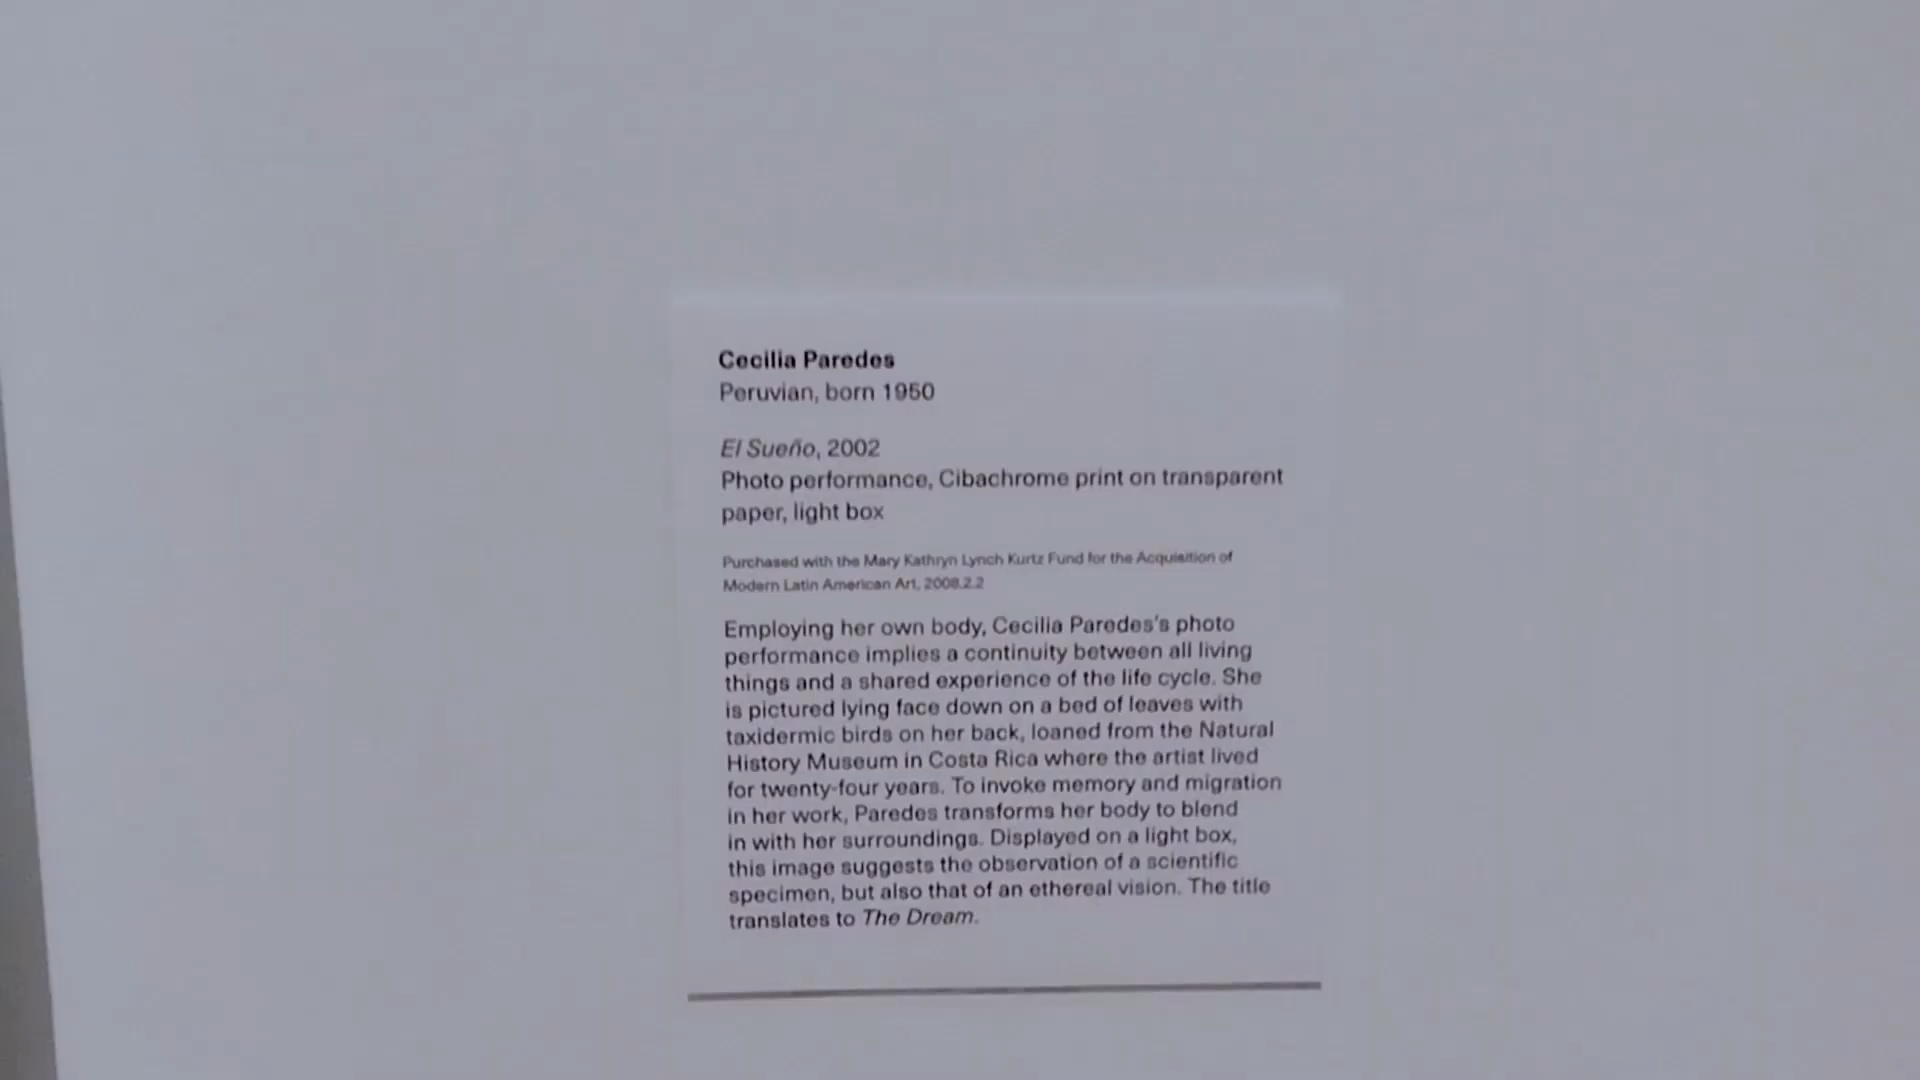 Cecilia Paredes
Peruvian, born 1950
El Sueño, 2002
Photo performance, Cibachrome print on transparent
paper, light box
Purchased with the Mary Kathryn Lynch Kurtz Fund for the Acquisition of
Modern Latin American Art, 2008.2.2
Employing her own body, Cecilia Paredes's photo
performance implies a continuity between all living
things and a shared experience of the life cycle. She
is pictured lying face down on a bed of leaves with
taxidermic birds on her back, loaned from the Natural
History Museum in Costa Rica where the artist lived
for twenty-four years. To invoke memory and migration
in her work, Paredes transforms her body to blend
in with her surroundings. Displayed on a light box,
this image suggests the observation of a scientific
specimen, but also that of an ethereal vision. The title
translates to The Dream.